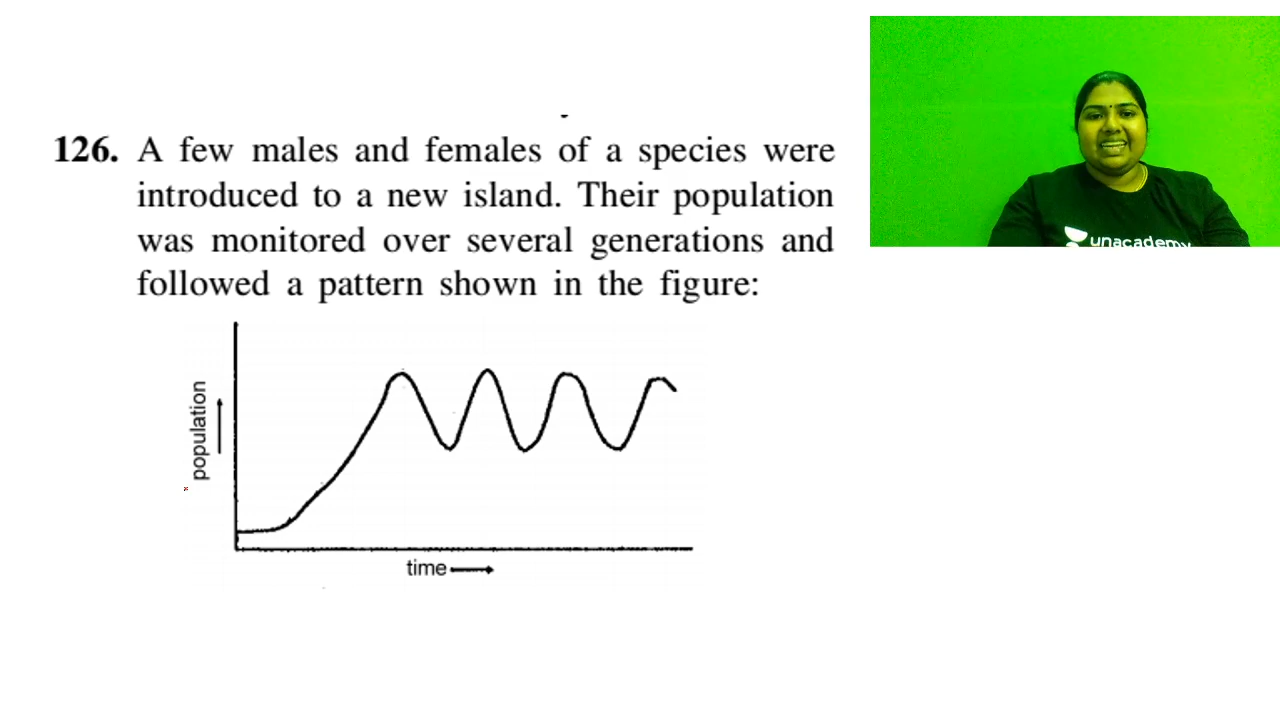 126. A few males and females of a species were
introduced to a new island. Their population
was monitored over several generations and
followed a pattern shown in the figure:
population
time
unacademy